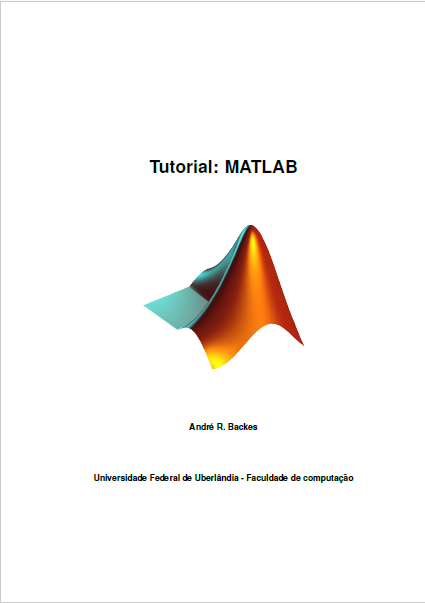 Tutorial: MATLAB
André R. Backes
Universidade Federal de Uberlândia - Faculdade de computação